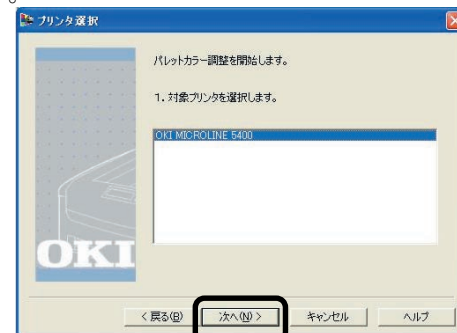 プリンタ選択
パレットカラー調整を開始します。
1. 対象プリンタを選択します。
OKI MICROLINE 5400
OKI
< 戻る(B)
次へ(N) >
キャンセル
ヘルプ